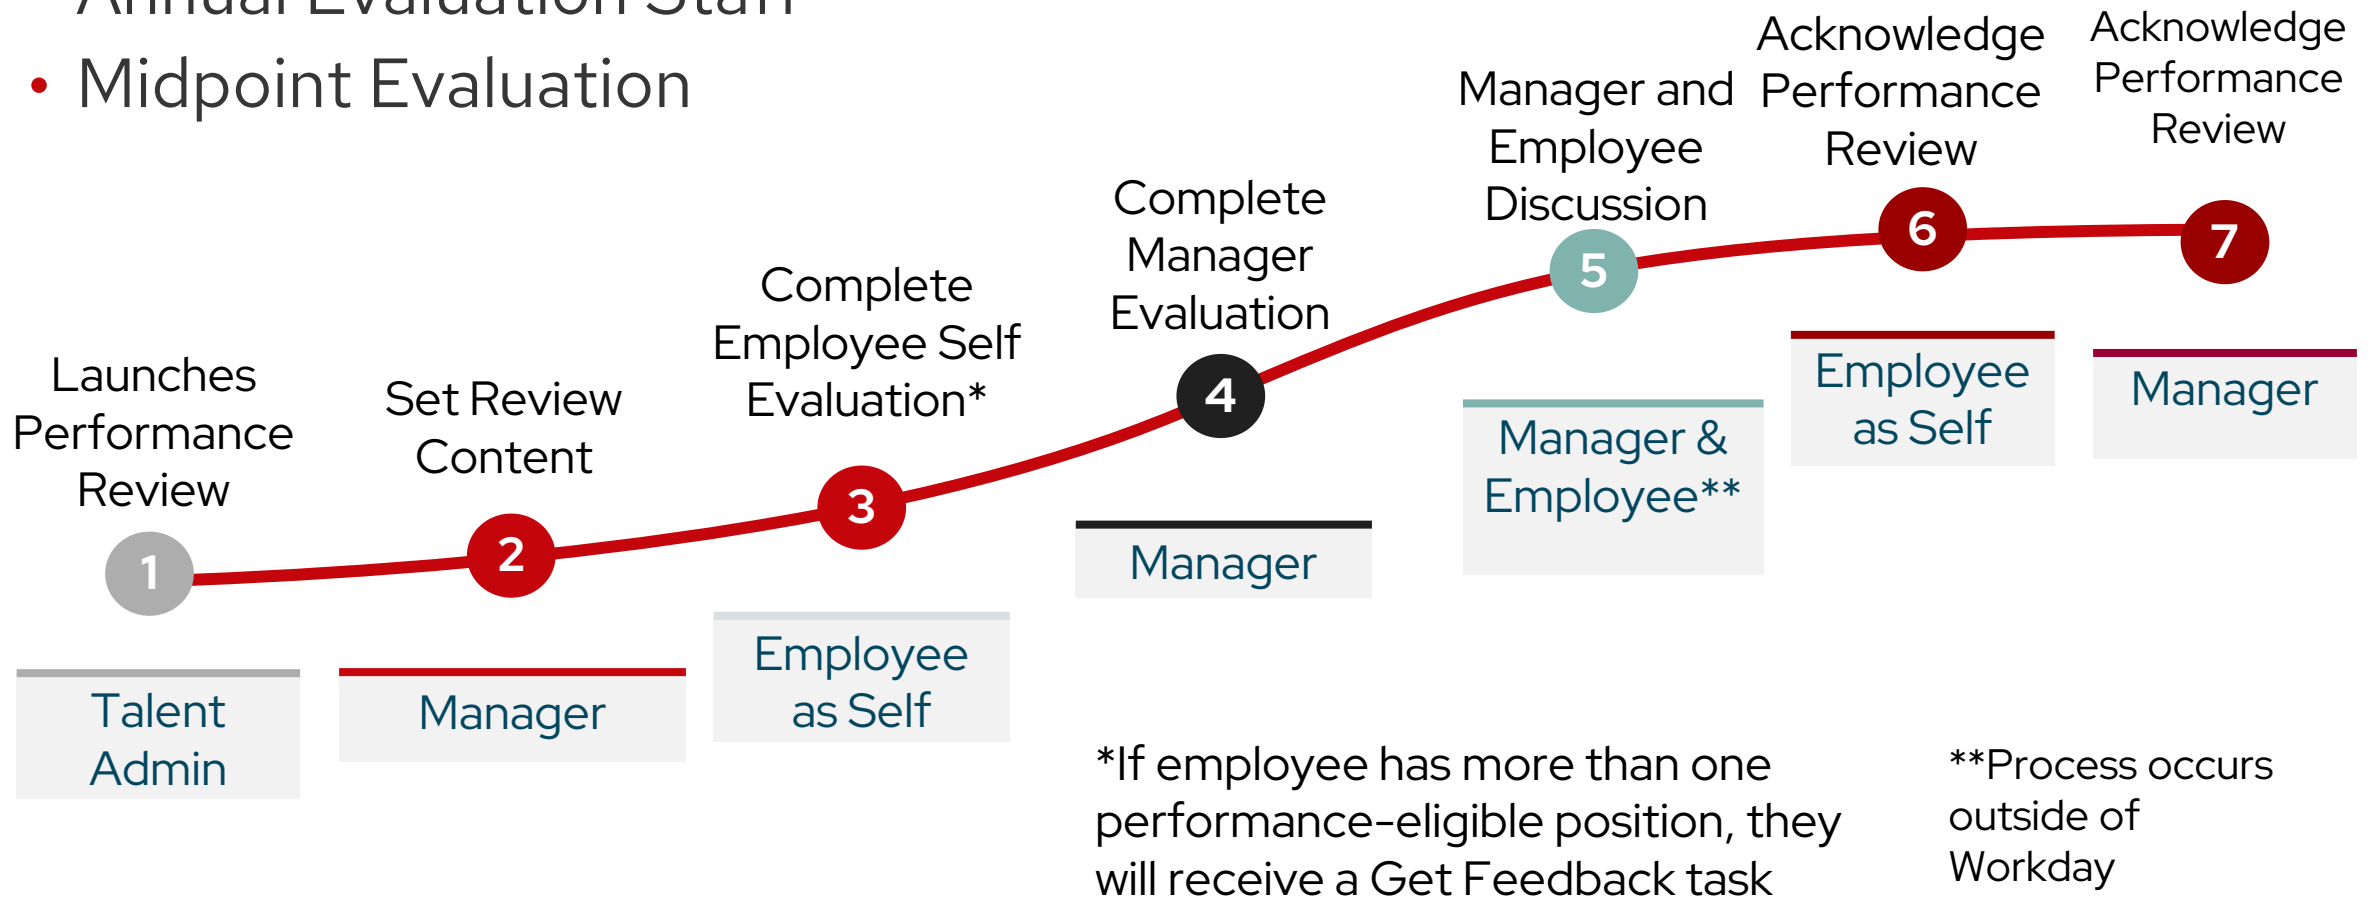 Annual Evaluation Staff
• Midpoint Evaluation
Launches
Performance
Review
1
Talent
Admin
Set Review
Content
2
Manager
Complete
Employee Self
Evaluation*
3
Employee
as Self
Complete
Manager
Evaluation
4
Manager
Manager and
Employee
Discussion
5
Manager &
Employee**
Acknowledge
Performance
Review
6
Employee
as Self
Acknowledge
Performance
Review
7
Manager
*If employee has more than one
performance-eligible position, they
will receive a Get Feedback task
**Process occurs
outside of
Workday